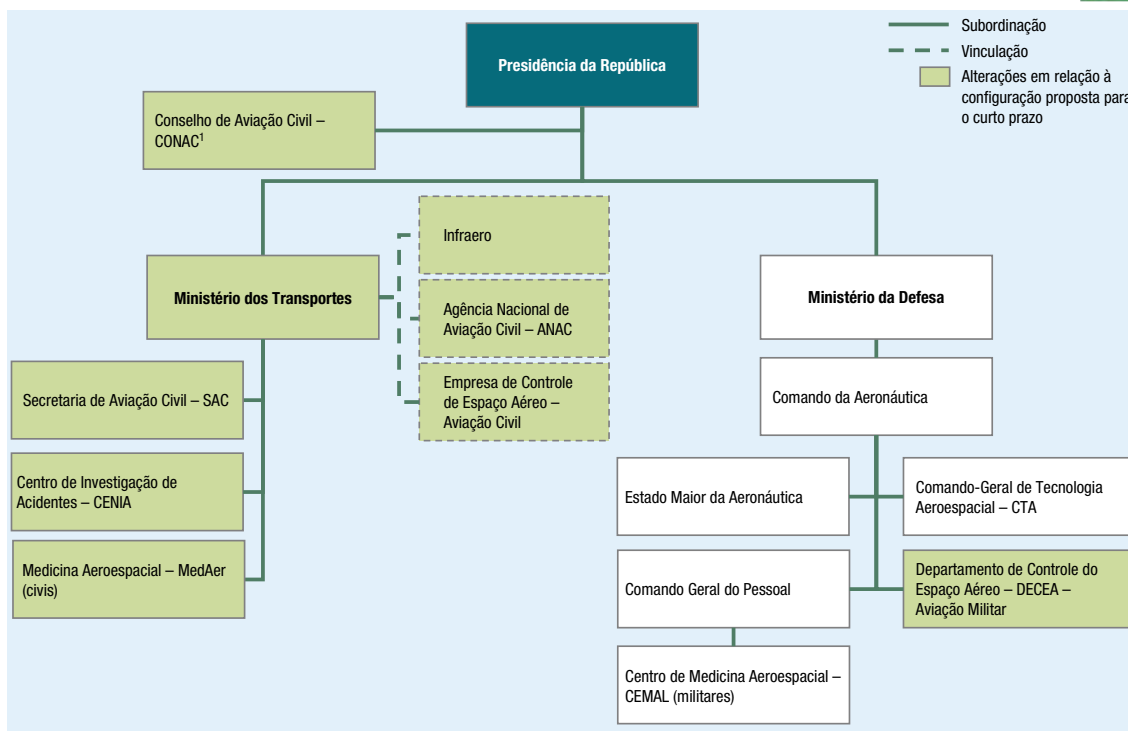 Subordinação
Vinculação
Alterações em relação à
configuração proposta para
o curto prazo
Presidência da República
Conselho de Aviação Civil –
CONAC¹
Infraero
Ministério dos Transportes
Agência Nacional de
Aviação Civil – ANAC
Empresa de Controle
de Espaço Aéreo –
Aviação Civil
Secretaria de Aviação Civil – SAC
Centro de Investigação de
Acidentes – CENIA
Medicina Aeroespacial – MedAer
(civis)
Ministério da Defesa
Comando da Aeronáutica
Estado Maior da Aeronáutica
Comando-Geral de Tecnologia
Aeroespacial – CTA
Comando Geral do Pessoal
Departamento de Controle do
Espaço Aéreo – DECEA –
Aviação Militar
Centro de Medicina Aeroespacial –
CEMAL (militares)